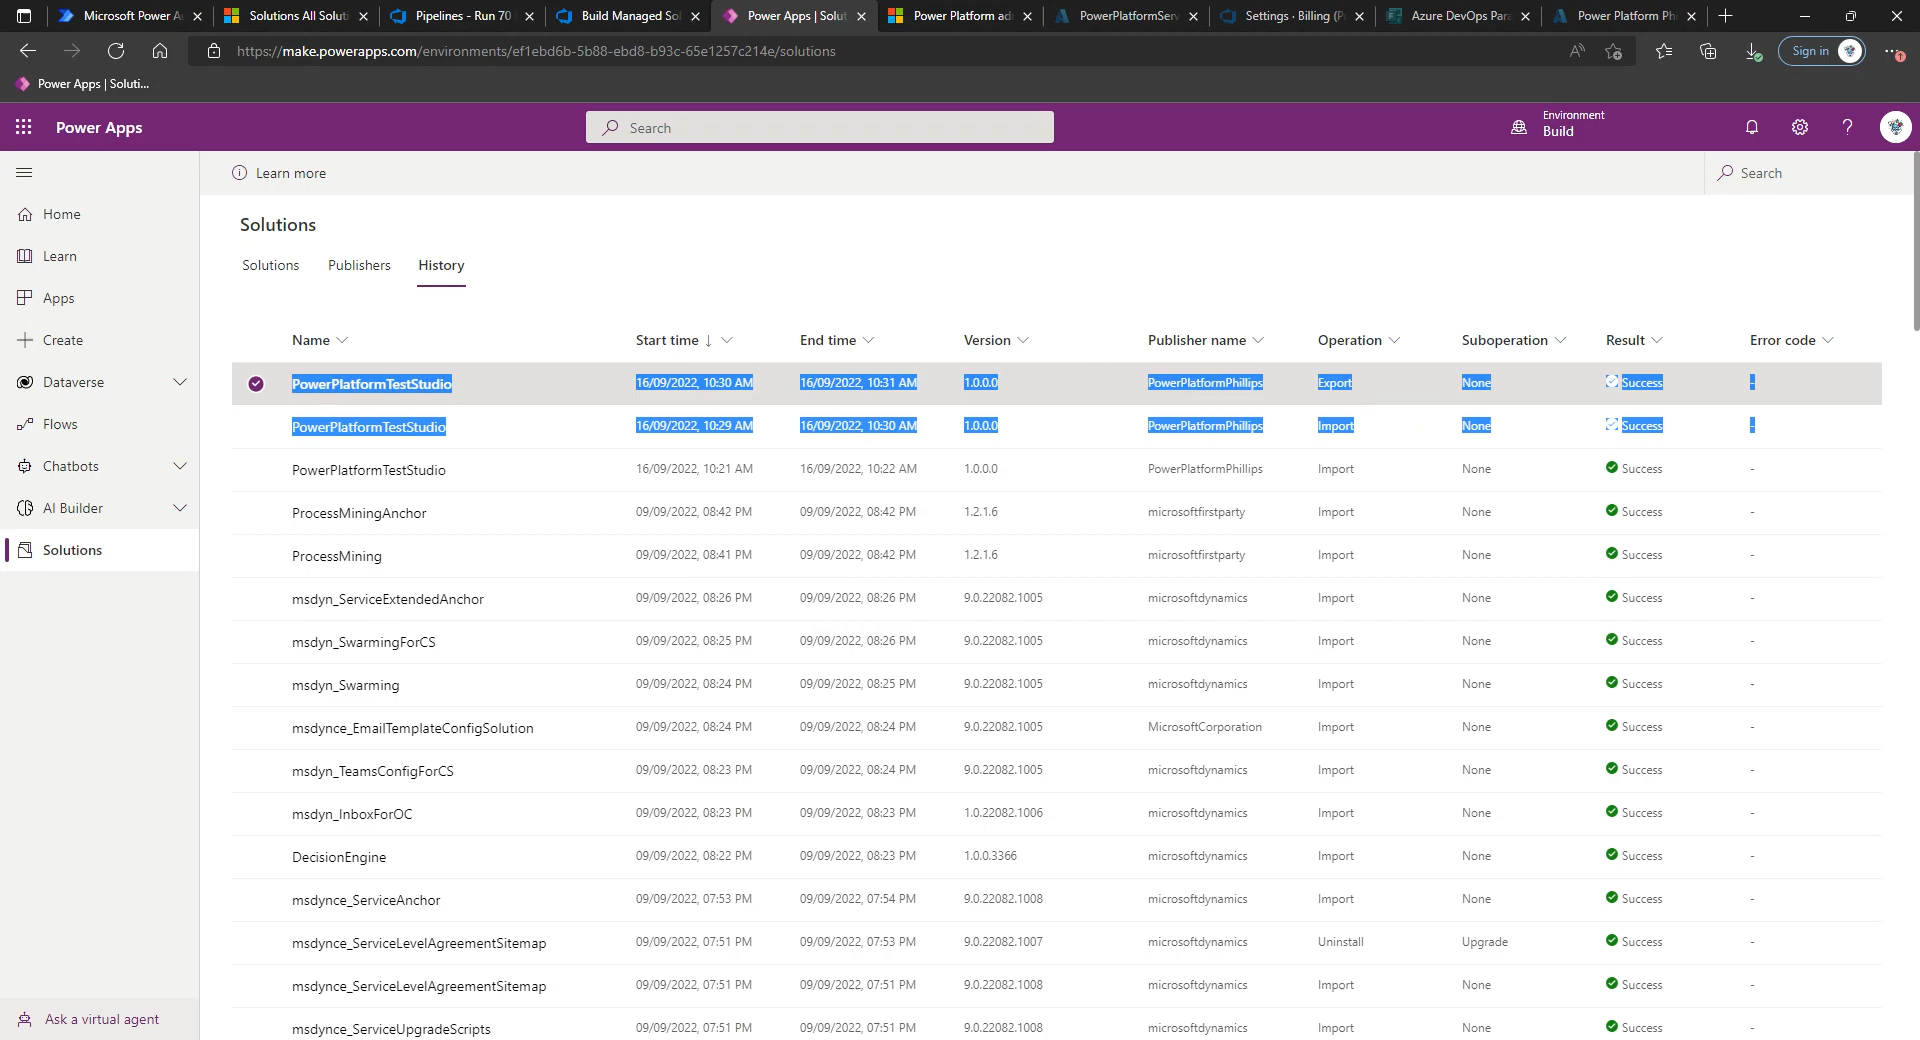 Microsoft Power A
Solutions All Soluti
Pipelines - Run 70
Build Managed Sol
Power Apps | Soluti
Power Platform ad
PowerPlatformServ
Settings · Billing (P
Azure DevOps Para
Power Platform Phi
https://make.powerapps.com/environments/ef1ebd6b-5b88-ebd8-b93c-65e1257c214e/solutions
Sign in
Power Apps | Soluti...
Power Apps
Search
Environment
Build
Learn more
Search
Home
Learn
Apps
Create
Dataverse
Flows
Chatbots
AI Builder
Solutions
Ask a virtual agent
Solutions
Solutions Publishers History
Name Start time ↓ End time Version Publisher name Operation Suboperation Result Error code
PowerPlatformTestStudio 16/09/2022, 10:30 AM 16/09/2022, 10:31 AM 1.0.0.0 PowerPlatformPhillips Export None Success -
PowerPlatformTestStudio 16/09/2022, 10:29 AM 16/09/2022, 10:30 AM 1.0.0.0 PowerPlatformPhillips Import None Success -
PowerPlatformTestStudio 16/09/2022, 10:21 AM 16/09/2022, 10:22 AM 1.0.0.0 PowerPlatformPhillips Import None Success -
ProcessMiningAnchor 09/09/2022, 08:42 PM 09/09/2022, 08:42 PM 1.2.1.6 microsoftfirstparty Import None Success -
ProcessMining 09/09/2022, 08:41 PM 09/09/2022, 08:42 PM 1.2.1.6 microsoftfirstparty Import None Success -
msdyn_ServiceExtendedAnchor 09/09/2022, 08:26 PM 09/09/2022, 08:26 PM 9.0.22082.1005 microsoftdynamics Import None Success -
msdyn_SwarmingForCS 09/09/2022, 08:25 PM 09/09/2022, 08:26 PM 9.0.22082.1005 microsoftdynamics Import None Success -
msdyn_Swarming 09/09/2022, 08:24 PM 09/09/2022, 08:25 PM 9.0.22082.1005 microsoftdynamics Import None Success -
msdynce_EmailTemplateConfigSolution 09/09/2022, 08:24 PM 09/09/2022, 08:24 PM 9.0.22082.1005 MicrosoftCorporation Import None Success -
msdyn_TeamsConfigForCS 09/09/2022, 08:23 PM 09/09/2022, 08:24 PM 9.0.22082.1005 microsoftdynamics Import None Success -
msdyn_InboxForOC 09/09/2022, 08:23 PM 09/09/2022, 08:23 PM 1.0.22082.1006 microsoftdynamics Import None Success -
DecisionEngine 09/09/2022, 08:22 PM 09/09/2022, 08:23 PM 1.0.0.3366 microsoftdynamics Import None Success -
msdynce_ServiceAnchor 09/09/2022, 07:53 PM 09/09/2022, 07:54 PM 9.0.22082.1008 microsoftdynamics Import None Success -
msdynce_ServiceLevelAgreementSitemap 09/09/2022, 07:51 PM 09/09/2022, 07:53 PM 9.0.22082.1007 microsoftdynamics Uninstall Upgrade Success -
msdynce_ServiceLevelAgreementSitemap 09/09/2022, 07:51 PM 09/09/2022, 07:51 PM 9.0.22082.1008 microsoftdynamics Import None Success -
msdynce_ServiceUpgradeScripts 09/09/2022, 07:51 PM 09/09/2022, 07:51 PM 9.0.22082.1008 microsoftdynamics Import None Success -